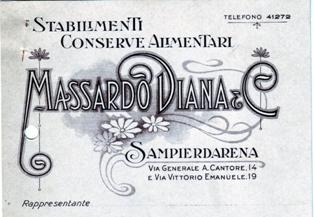 TELEFONO 41272
STABILIMENTI
CONSERVE ALIMENTARI
MASSARDO DIANA & C
SAMPIERDARENA
VIA GENERALE A. CANTORE, 14
E VIA VITTORIO EMANUELE, 19
Rappresentante